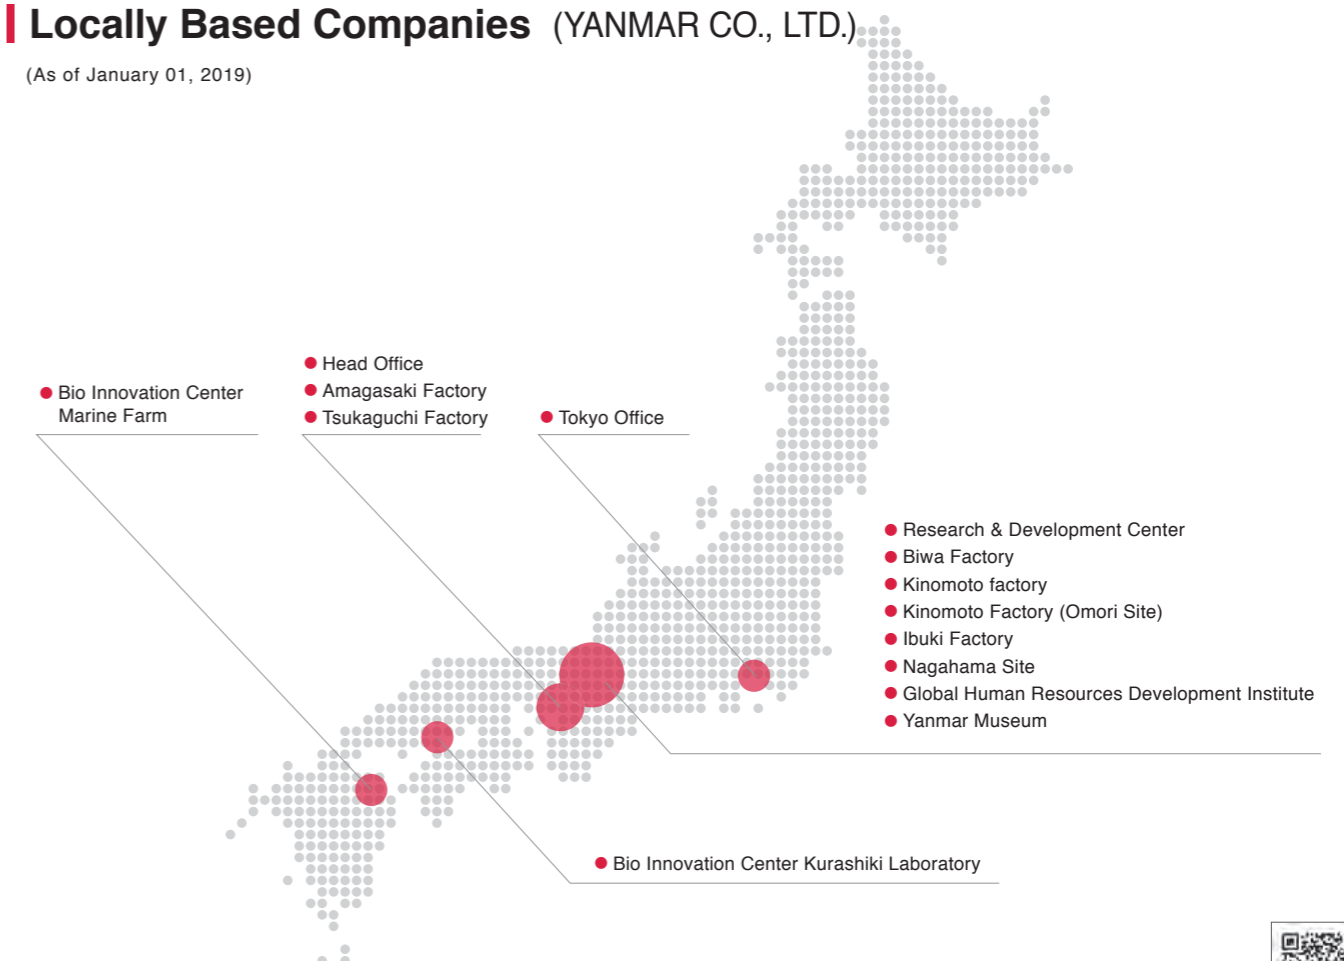 Locally Based Companies (YANMAR CO., LTD.)
(As of January 01, 2019)
Bio Innovation Center
Marine Farm
Head Office
Amagasaki Factory
Tsukaguchi Factory
Tokyo Office
Research & Development Center
Biwa Factory
Kinomoto factory
Kinomoto Factory (Omori Site)
Ibuki Factory
Nagahama Site
Global Human Resources Development Institute
Yanmar Museum
Bio Innovation Center Kurashiki Laboratory